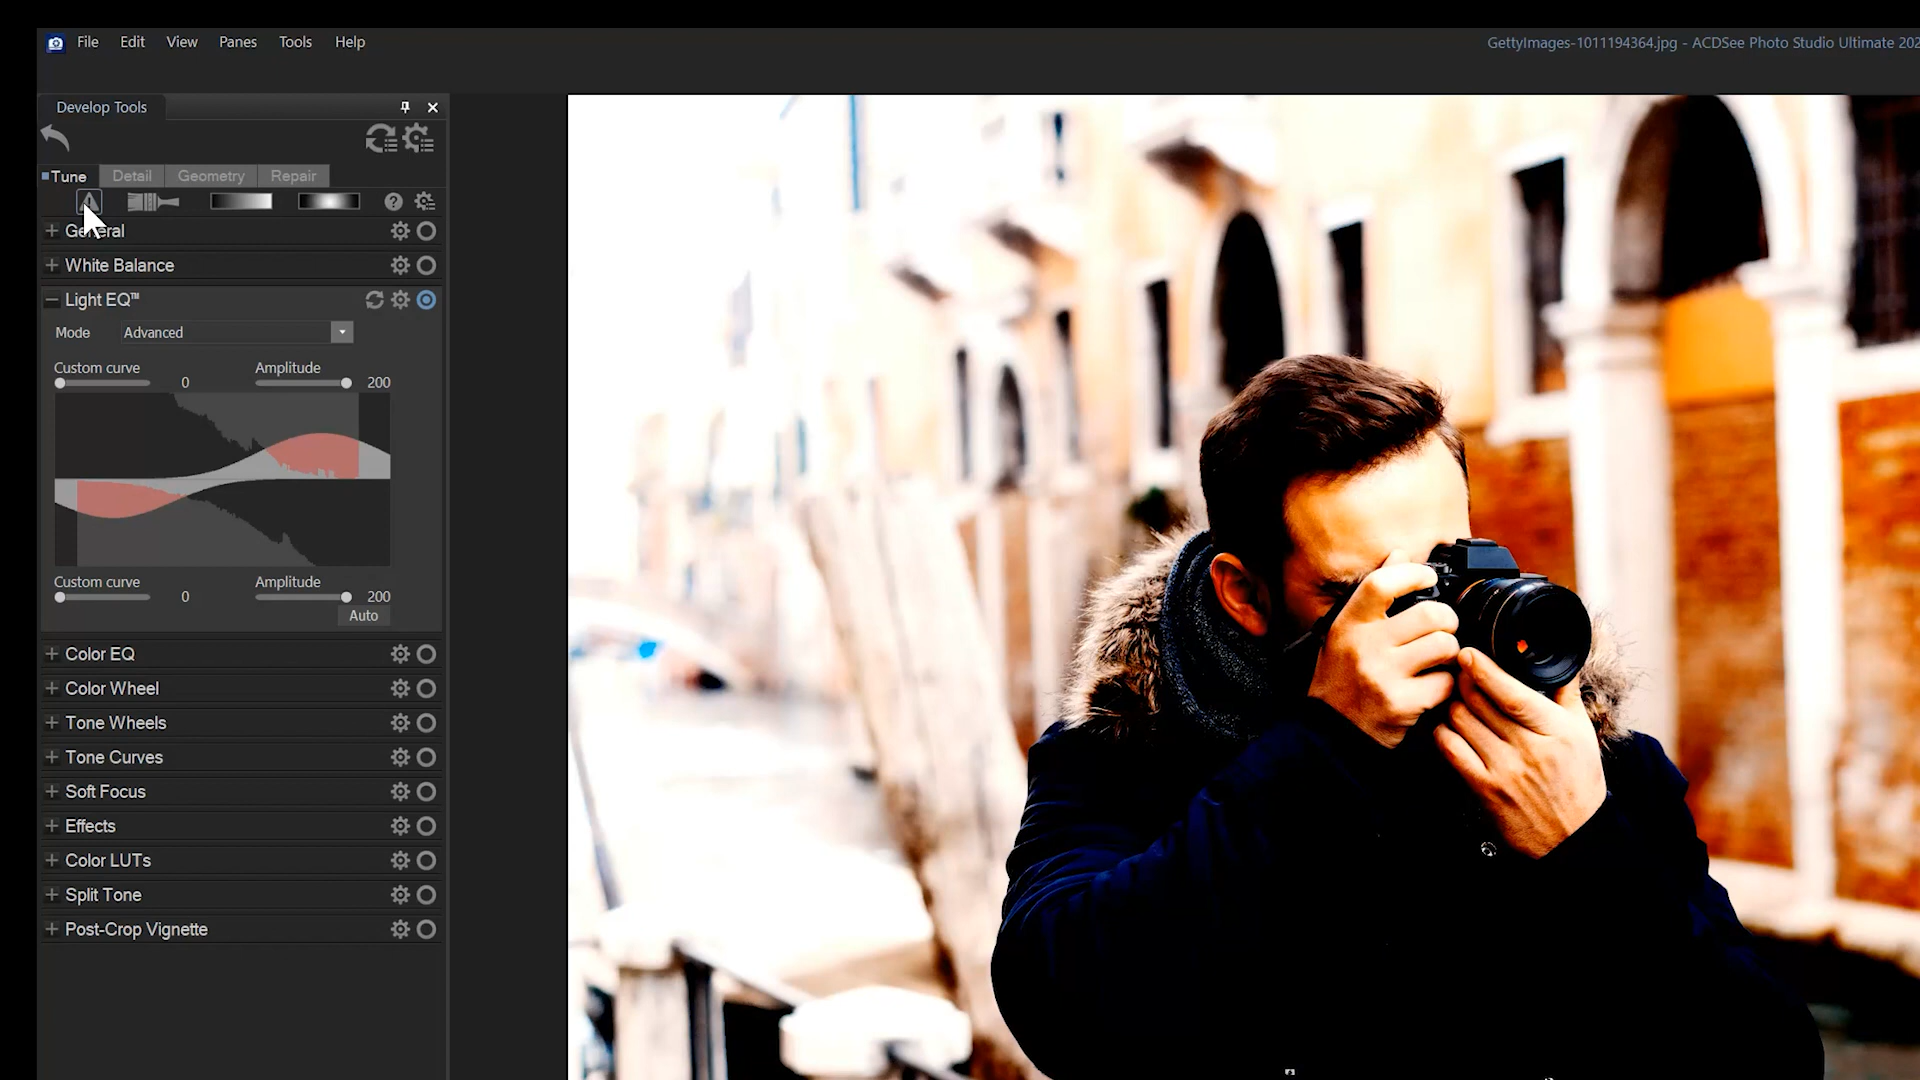 File Edit View Panes Tools Help
GettyImages-1011194364.jpg - ACDSee Photo Studio Ultimate 202
Develop Tools
Tune Detail Geometry Repair
General
White Balance
Light EQ™
Mode Advanced
Custom curve Amplitude
0 200
Custom curve Amplitude
0 200
Auto
Color EQ
Color Wheel
Tone Wheels
Tone Curves
Soft Focus
Effects
Color LUTs
Split Tone
Post-Crop Vignette